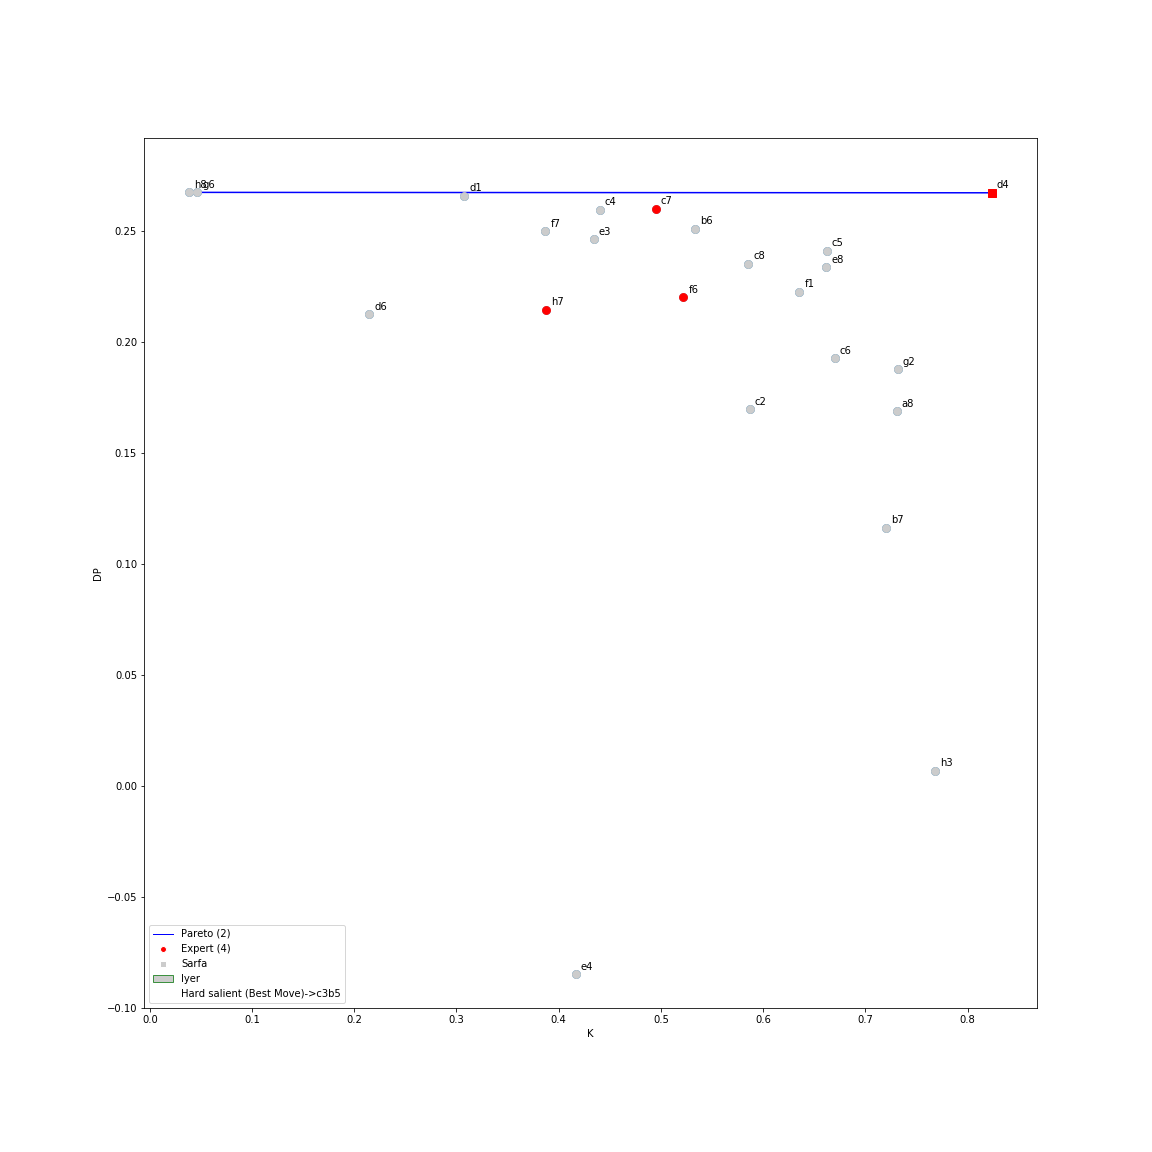 h8 g6
d1
d4
c4
c7
f7
e3
b6
c5
c8
e8
f1
h7
f6
d6
c6
g2
c2
a8
b7
h3
e4
0.25
0.20
0.15
0.10
0.05
0.00
−0.05
−0.10
DP
Pareto (2)
Expert (4)
Sarfa
Iyer
Hard salient (Best Move)->c3b5
0.0 0.1 0.2 0.3 0.4 0.5 0.6 0.7 0.8
K